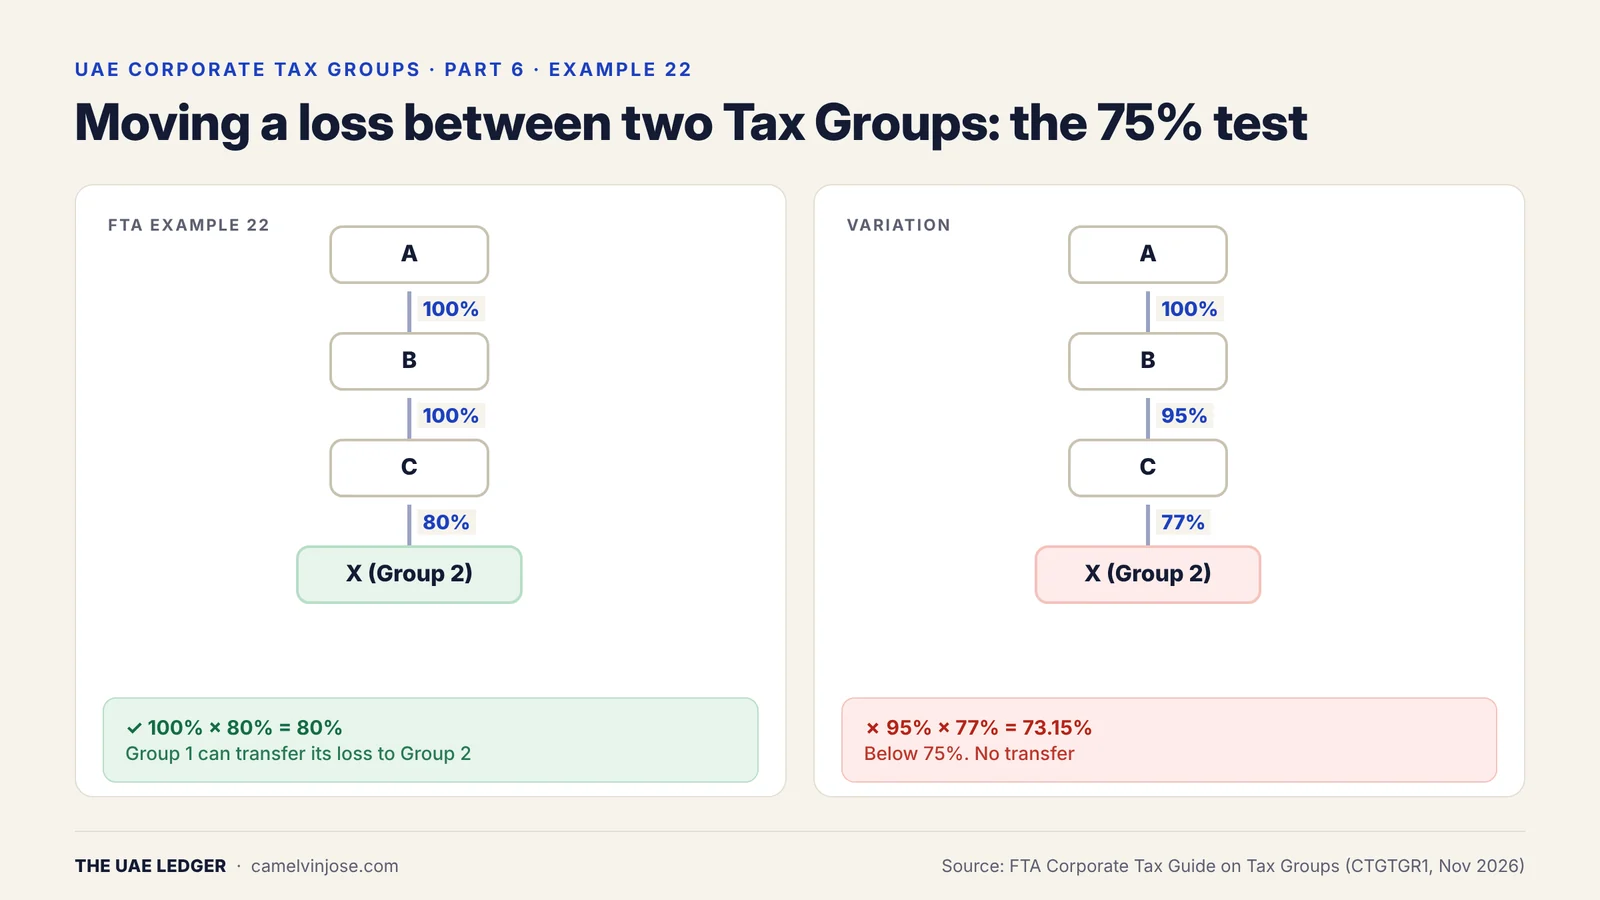 UAE CORPORATE TAX GROUPS · PART 6 · EXAMPLE 22
Moving a loss between two Tax Groups: the 75% test
FTA EXAMPLE 22
A
100%
B
100%
C
80%
X (Group 2)
✓ 100% × 80% = 80%
Group 1 can transfer its loss to Group 2
VARIATION
A
100%
B
95%
C
77%
X (Group 2)
× 95% × 77% = 73.15%
Below 75%. No transfer
THE UAE LEDGER · camelvinjose.com
Source: FTA Corporate Tax Guide on Tax Groups (CTGTGR1, Nov 2026)